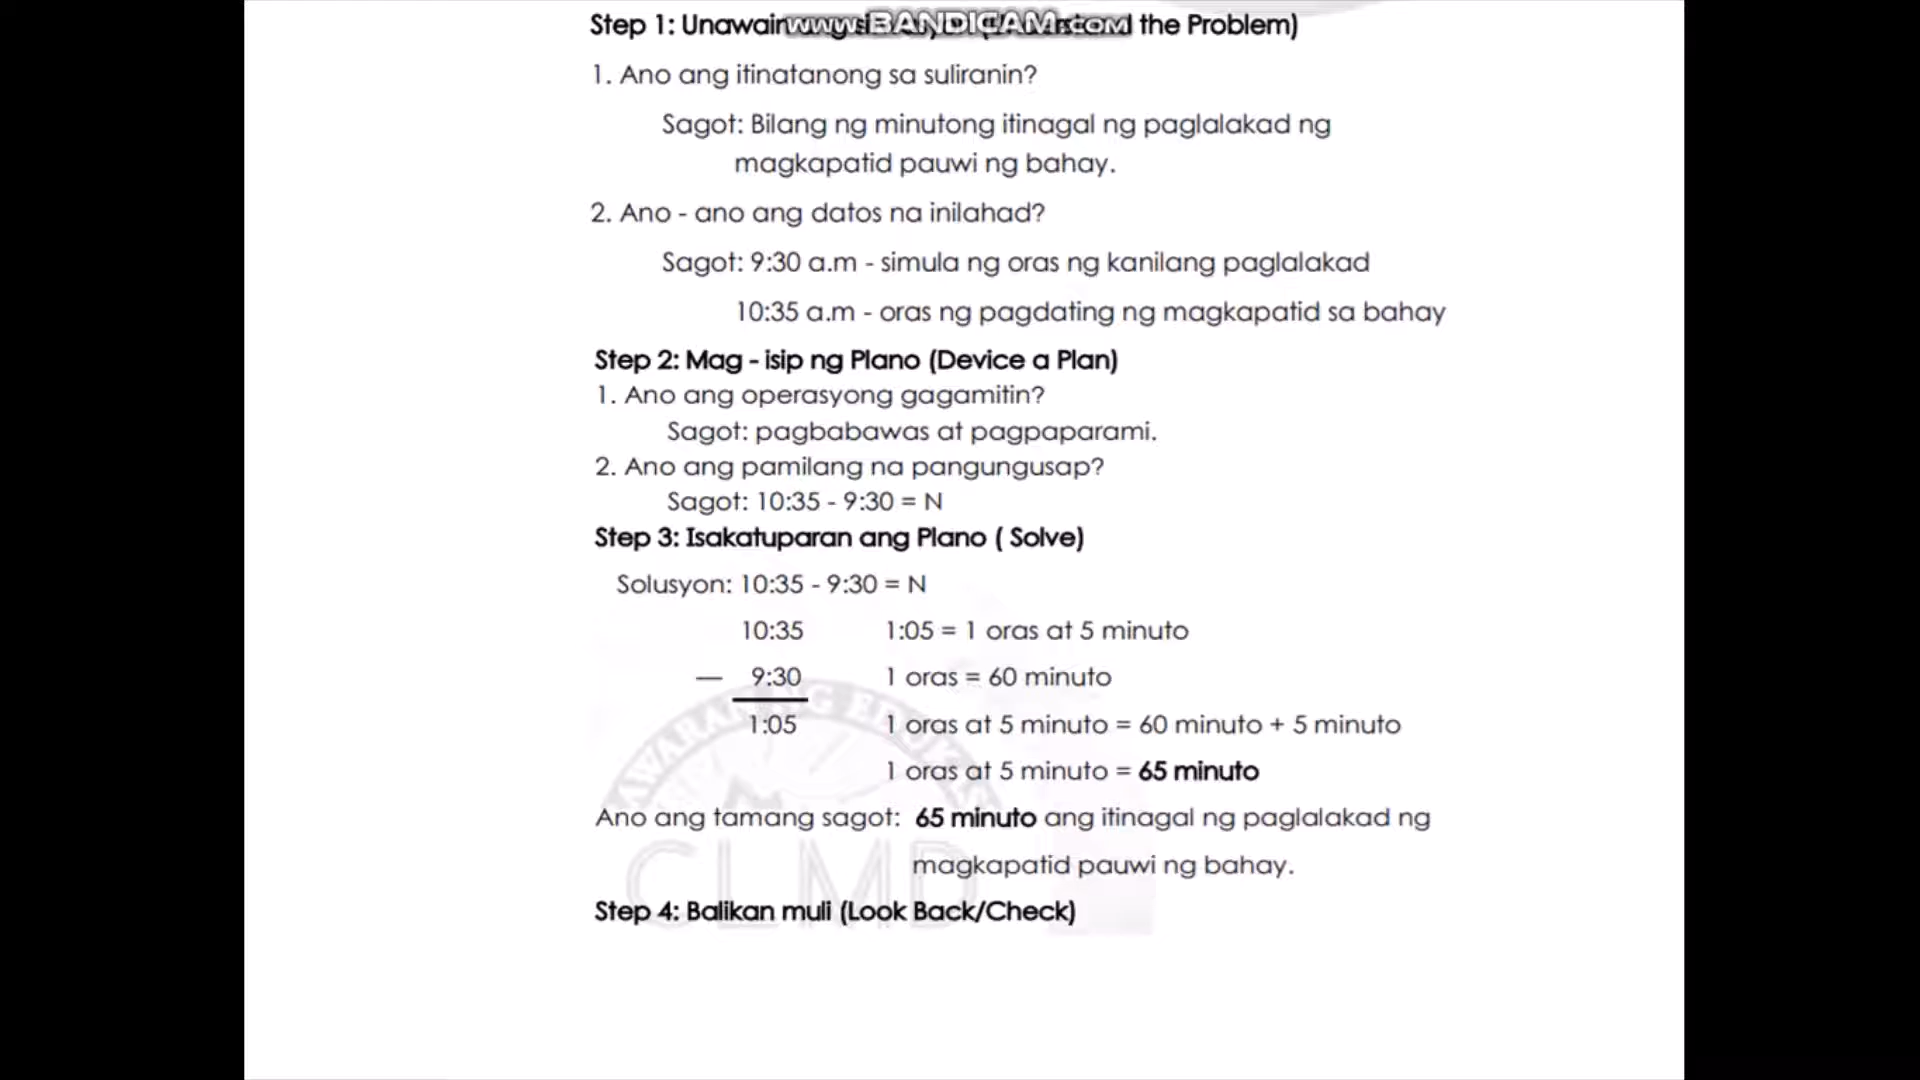 Step 1: Unawain the Problem)
www.BANDICAM.com
1. Ano ang itinatanong sa suliranin?
Sagot: Bilang ng minutong itinagal ng paglalakad ng
magkapatid pauwi ng bahay.
2. Ano - ano ang datos na inilahad?
Sagot: 9:30 a.m - simula ng oras ng kanilang paglalakad
10:35 a.m - oras ng pagdating ng magkapatid sa bahay
Step 2: Mag - isip ng Plano (Device a Plan)
1. Ano ang operasyong gagamitin?
Sagot: pagbabawas at pagpaparami.
2. Ano ang pamilang na pangungusap?
Sagot: 10:35 - 9:30 = N
Step 3: Isakatuparan ang Plano ( Solve)
Solusyon: 10:35 - 9:30 = N
10:35 1:05 = 1 oras at 5 minuto
— 9:30 1 oras = 60 minuto
1:05 1 oras at 5 minuto = 60 minuto + 5 minuto
1 oras at 5 minuto = 65 minuto
Ano ang tamang sagot: 65 minuto ang itinagal ng paglalakad ng
magkapatid pauwi ng bahay.
CLMD
Step 4: Balikan muli (Look Back/Check)